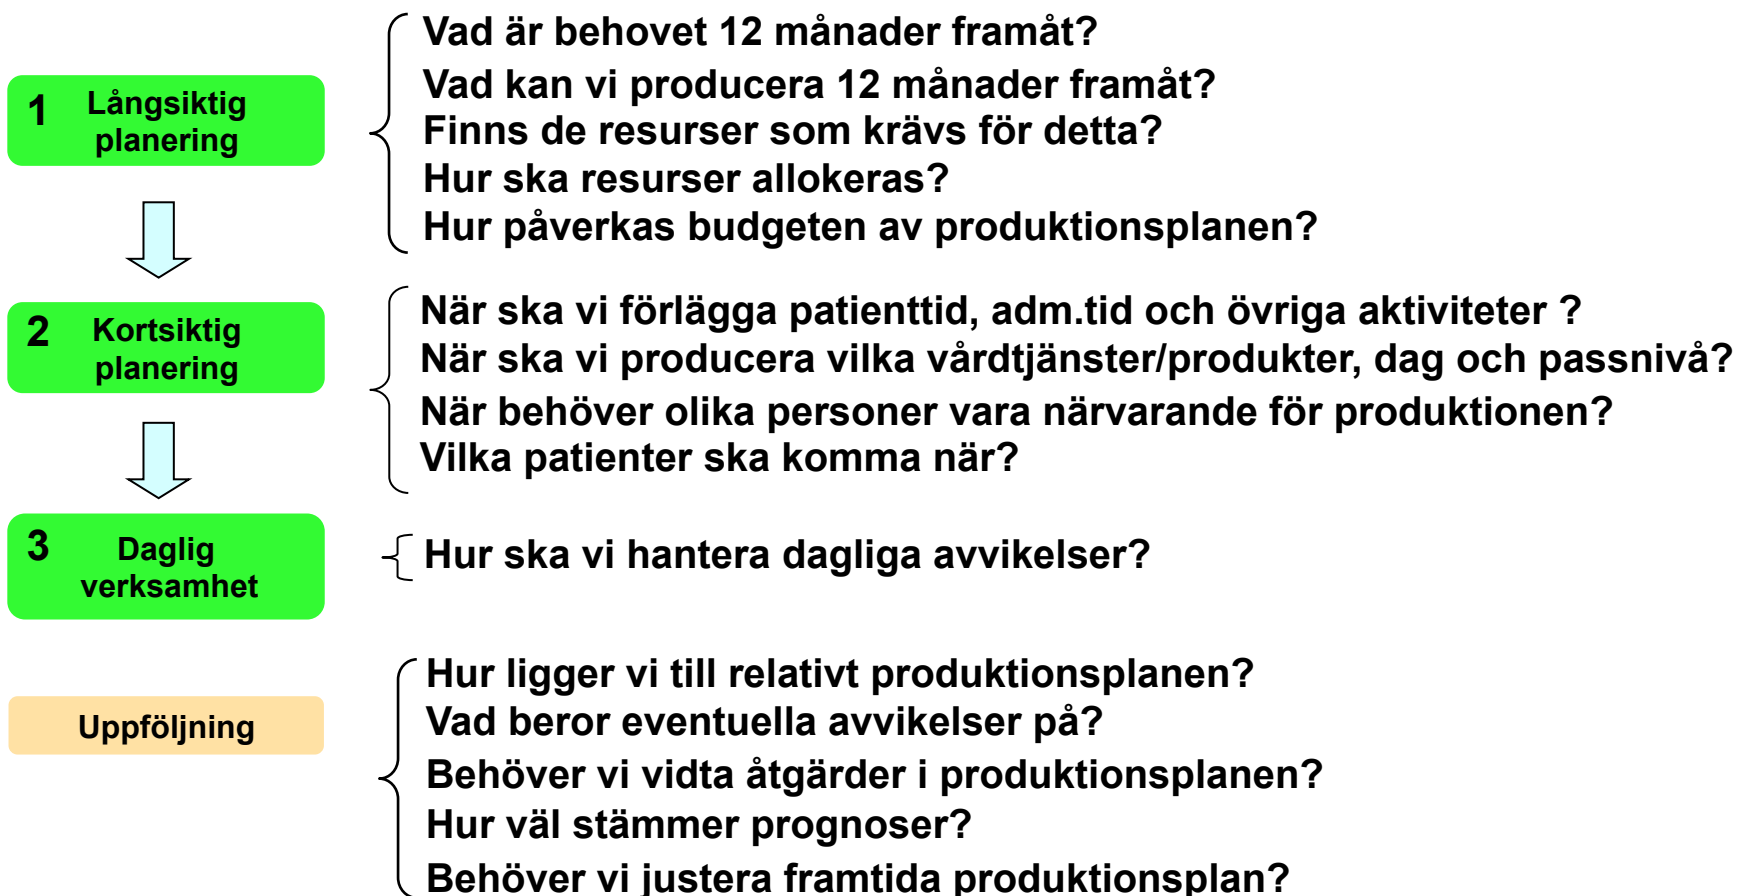 Vad är behovet 12 månader framåt?
Vad kan vi producera 12 månader framåt?
Finns de resurser som krävs för detta?
Hur ska resurser allokeras?
Hur påverkas budgeten av produktionsplanen?
1 Långsiktig
planering
När ska vi förlägga patienttid, adm.tid och övriga aktiviteter ?
När ska vi producera vilka vårdtjänster/produkter, dag och passnivå?
När behöver olika personer vara närvarande för produktionen?
Vilka patienter ska komma när?
2 Kortsiktig
planering
3 Daglig
verksamhet
Hur ska vi hantera dagliga avvikelser?
Uppföljning
Hur ligger vi till relativt produktionsplanen?
Vad beror eventuella avvikelser på?
Behöver vi vidta åtgärder i produktionsplanen?
Hur väl stämmer prognoser?
Behöver vi justera framtida produktionsplan?